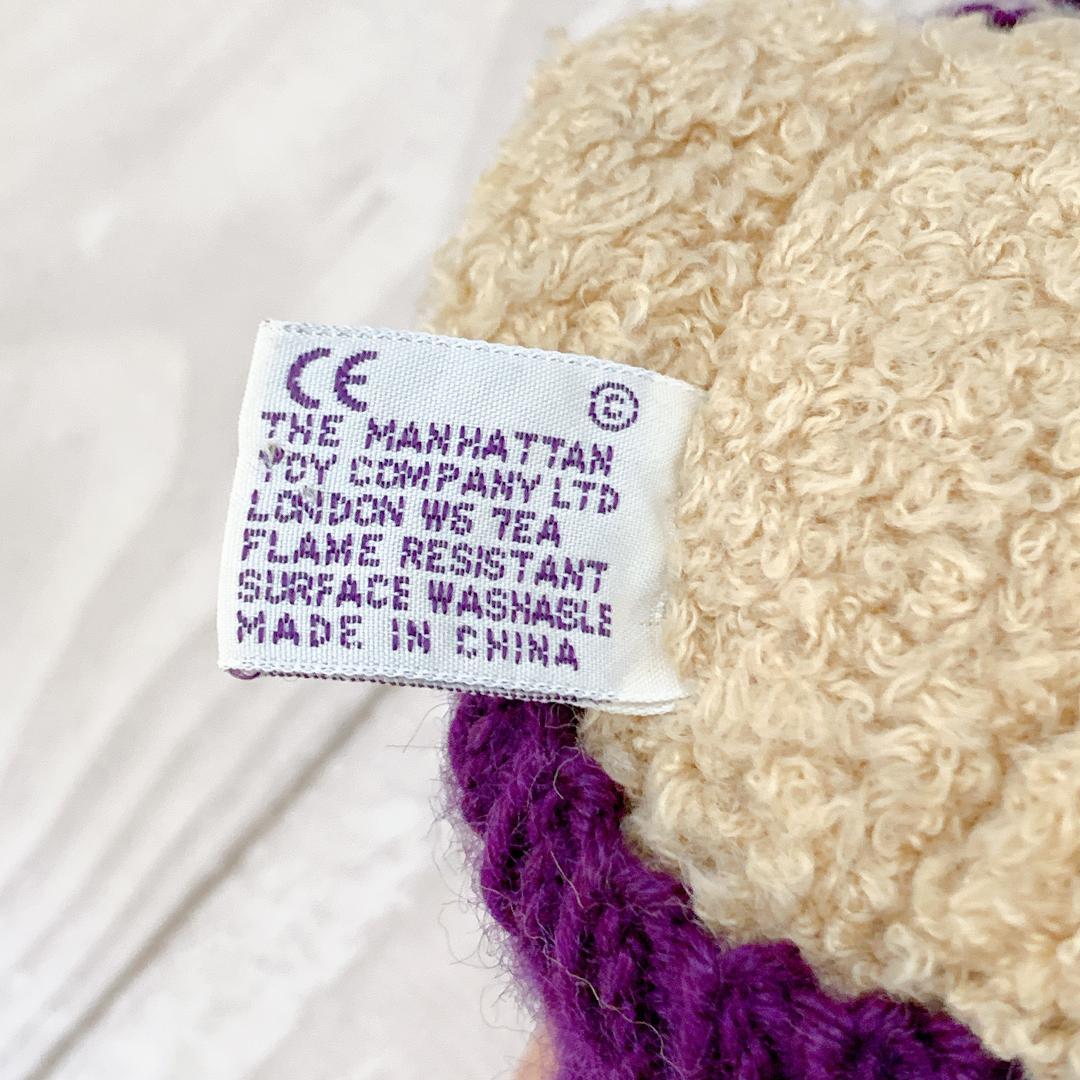 CE ©
THE MANHATTAN
TOY COMPANY LTD
LONDON W6 7EA
FLAME RESISTANT
SURFACE WASHABLE
MADE IN CHINA